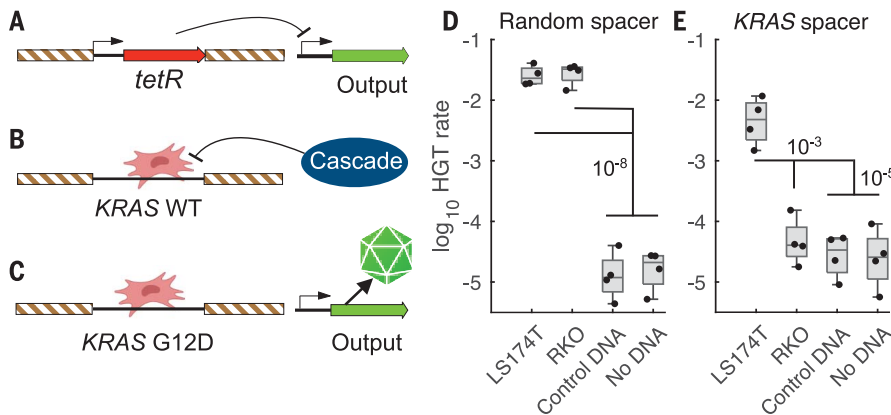 A
tetR
Output
B
Cascade
KRAS WT
C
KRAS G12D
Output
D
Random spacer
log10 HGT rate
-1
-2
-3
-4
-5
10-8
LS174T
RKO
Control DNA
No DNA
E
KRAS spacer
-1
-2
-3
-4
-5
10-3
10-5
LS174T
RKO
Control DNA
No DNA